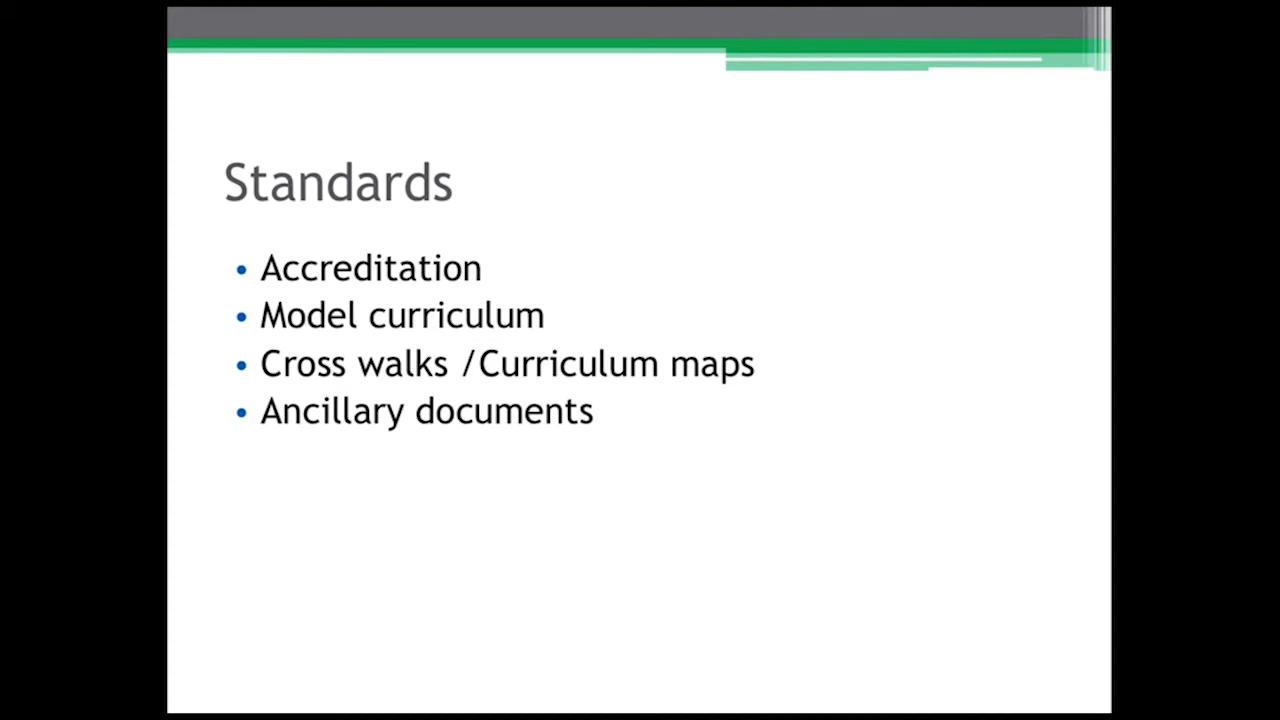 Standards
• Accreditation
• Model curriculum
• Cross walks /Curriculum maps
• Ancillary documents